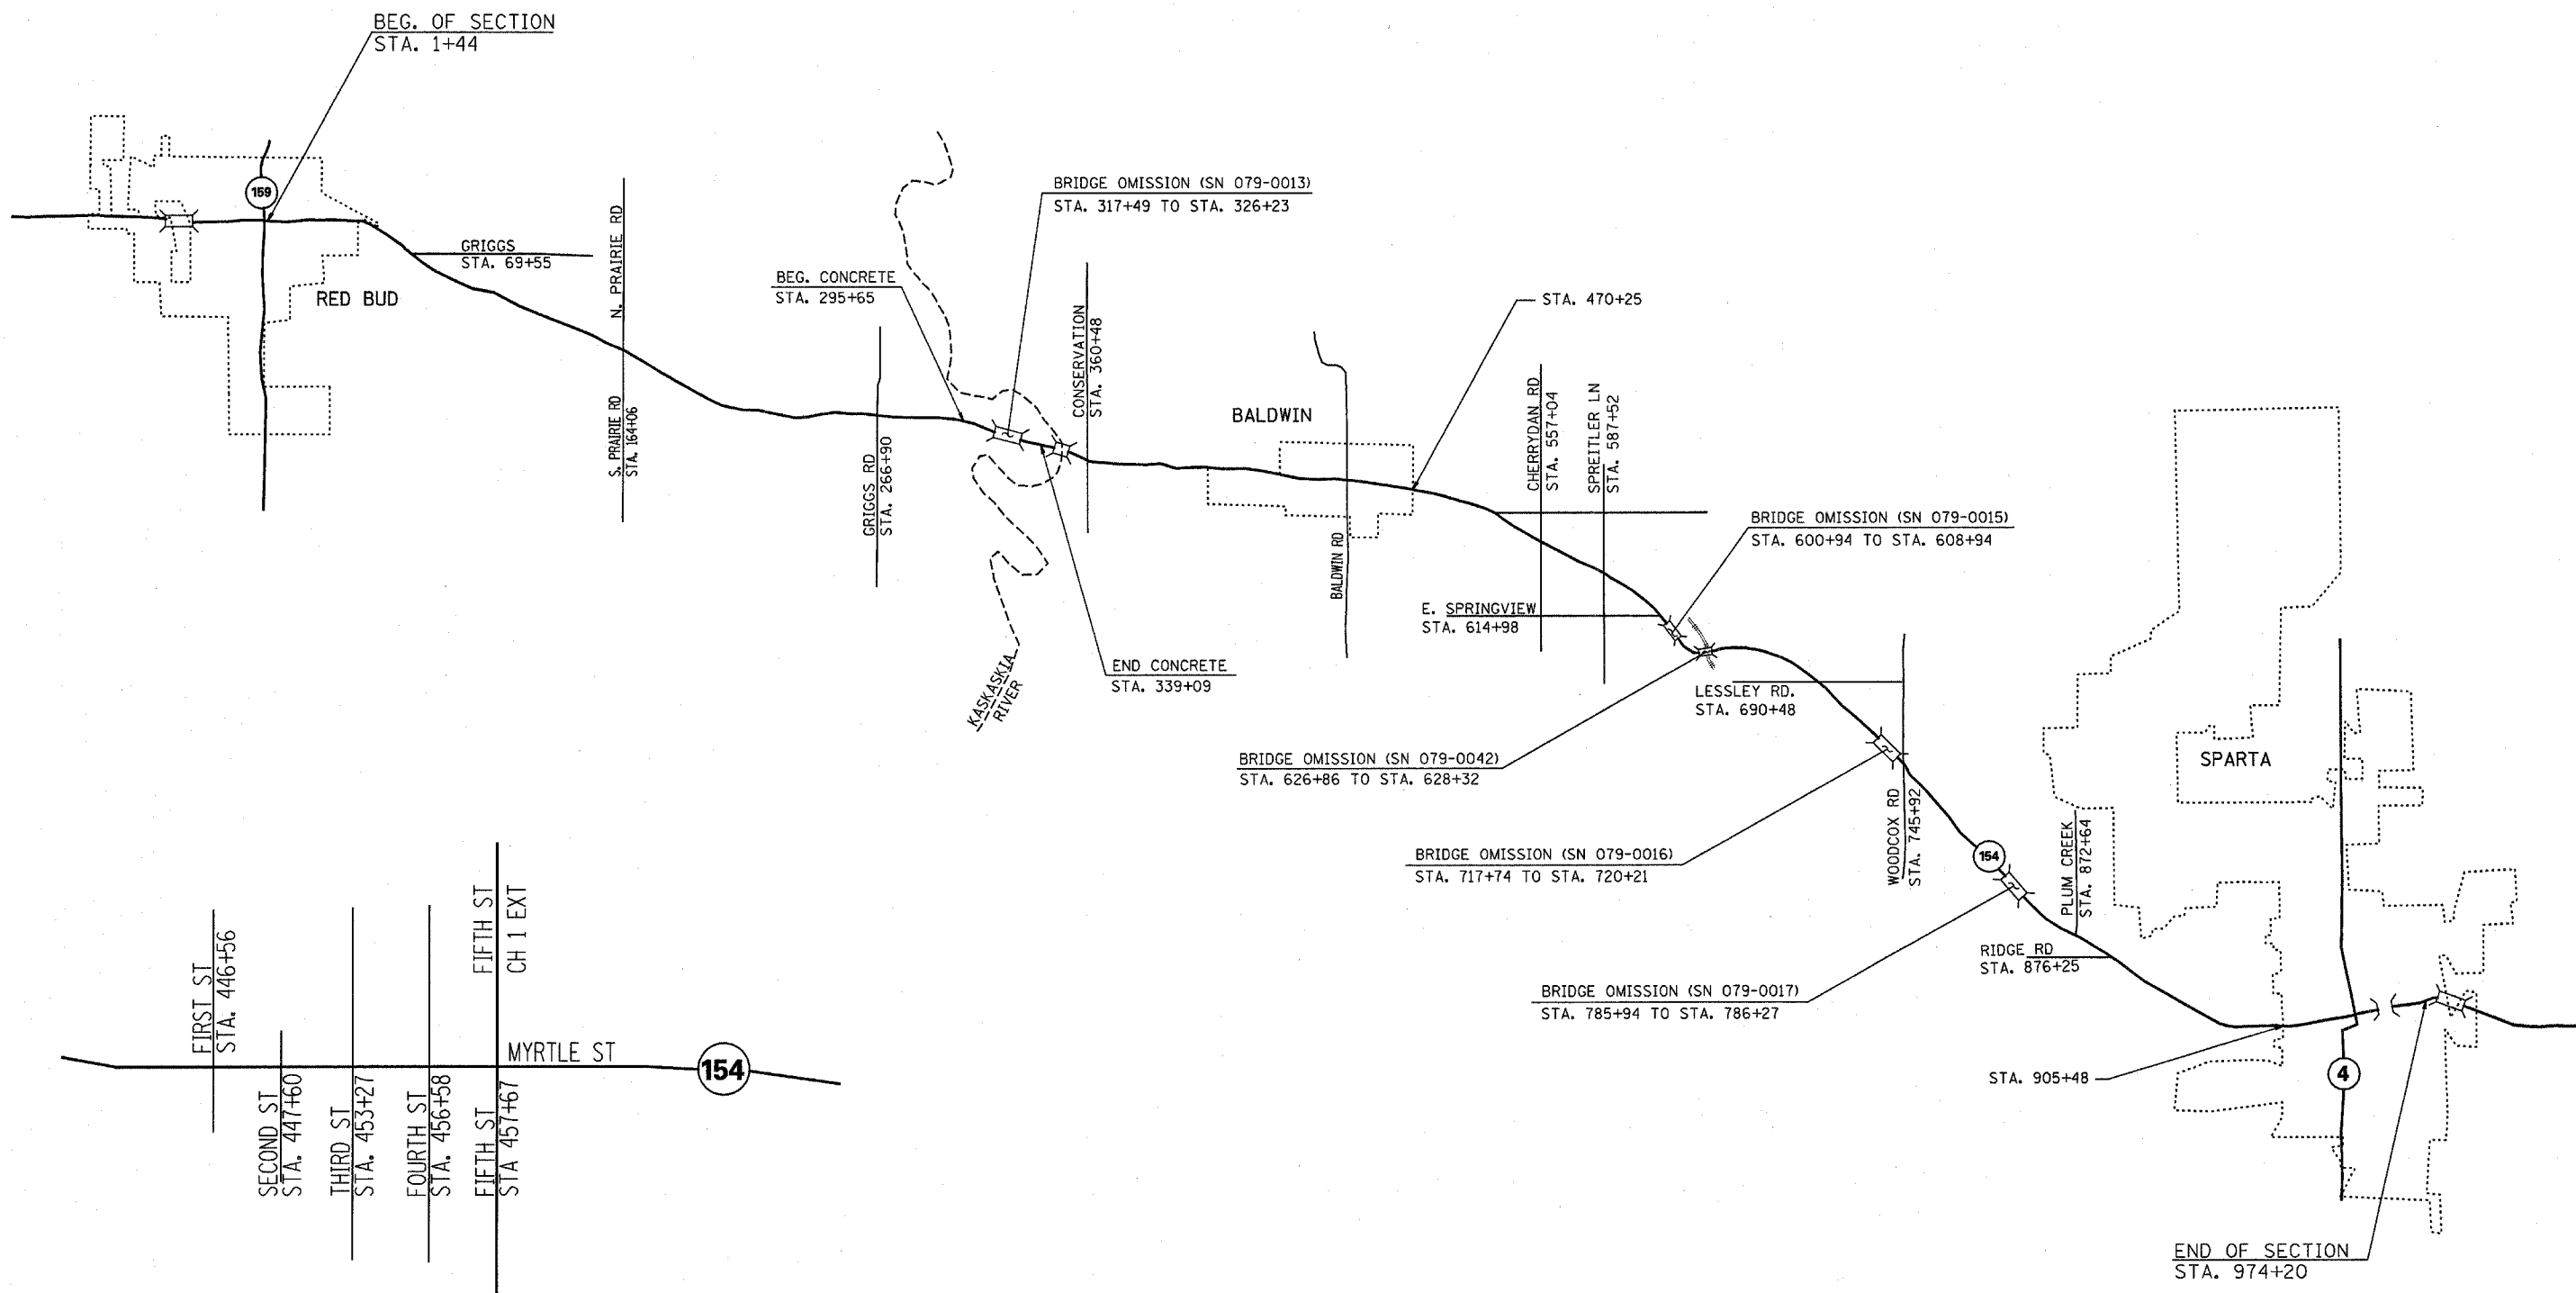 BEG. OF SECTION
STA. 1+44
159
RED BUD
GRIGGS
STA. 69+55
N. PRAIRIE RD
S. PRAIRIE RD
STA. 164+06
GRIGGS RD
STA. 266+90
BEG. CONCRETE
STA. 295+65
BRIDGE OMISSION (SN 079-0013)
STA. 317+49 TO STA. 326+23
CONSERVATION
STA. 360+48
KASKASKIA
RIVER
END CONCRETE
STA. 339+09
BALDWIN
BALDWIN RD
STA. 470+25
CHERRYDAN RD
STA. 557+04
SPREITLER LN
STA. 587+52
E. SPRINGVIEW
STA. 614+98
BRIDGE OMISSION (SN 079-0015)
STA. 600+94 TO STA. 608+94
BRIDGE OMISSION (SN 079-0042)
STA. 626+86 TO STA. 628+32
LESSLEY RD.
STA. 690+48
BRIDGE OMISSION (SN 079-0016)
STA. 717+74 TO STA. 720+21
WOODCOX RD
STA. 745+92
154
BRIDGE OMISSION (SN 079-0017)
STA. 785+94 TO STA. 786+27
PLUM CREEK
STA. 872+64
RIDGE RD
STA. 876+25
SPARTA
STA. 905+48
4
END OF SECTION
STA. 974+20
FIRST ST
STA. 446+56
SECOND ST
STA. 447+60
THIRD ST
STA. 453+27
FOURTH ST
STA. 456+58
FIFTH ST
CH 1 EXT
FIFTH ST
STA 457+67
MYRTLE ST
154